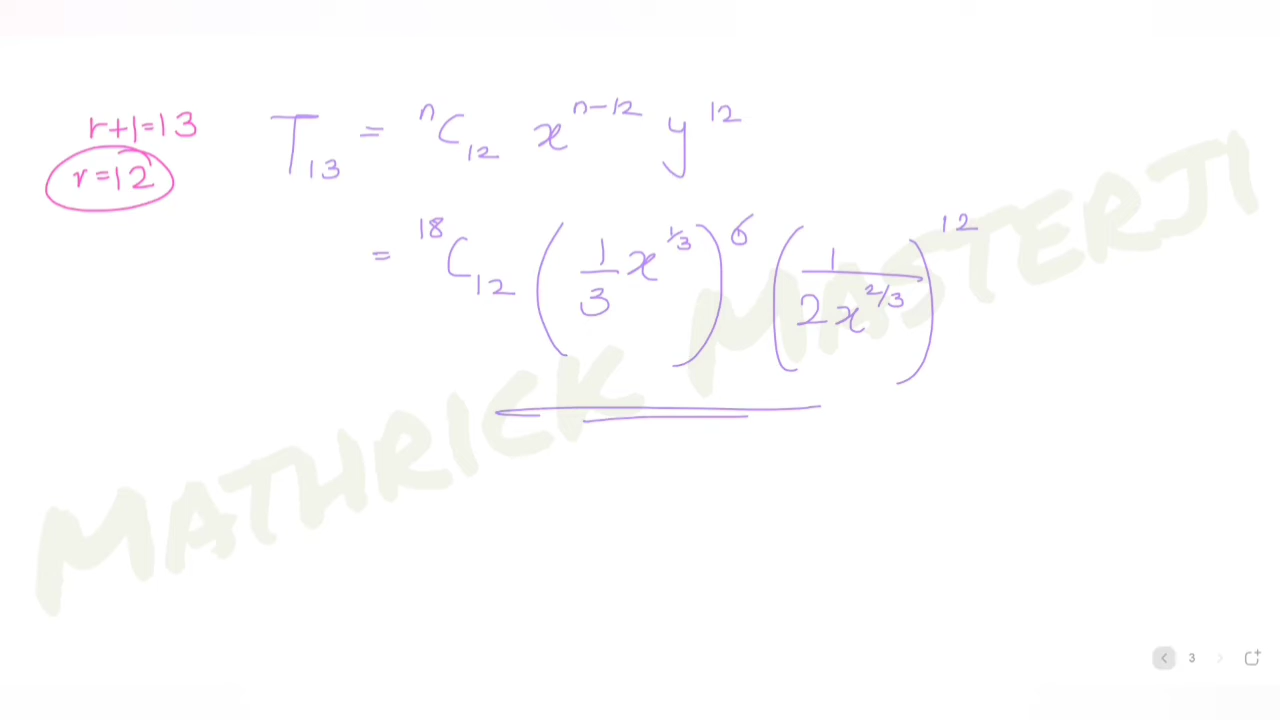 r+1=13
r=12
T₁₃ = ⁿC₁₂ x^(n-12) y^12
= ¹⁸C₁₂ (1/3 x^(1/3))^6 (1/(2x^(2/3)))^12
MATHRICK MASTERJI
3